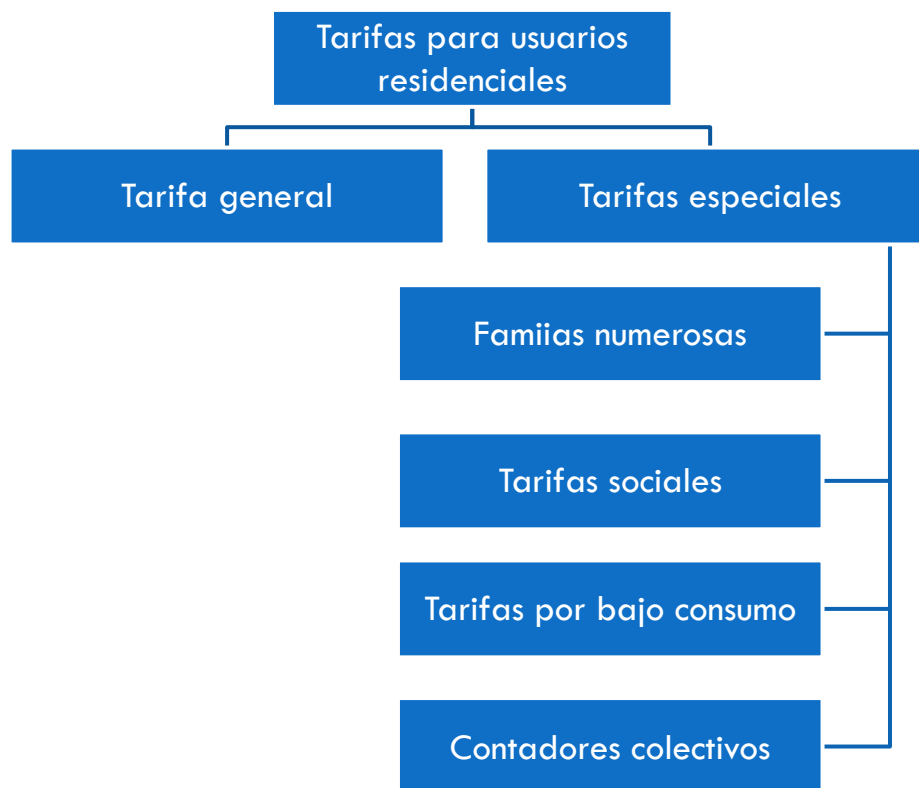 Tarifas para usuarios
residenciales
Tarifa general
Tarifas especiales
Famiias numerosas
Tarifas sociales
Tarifas por bajo consumo
Contadores colectivos